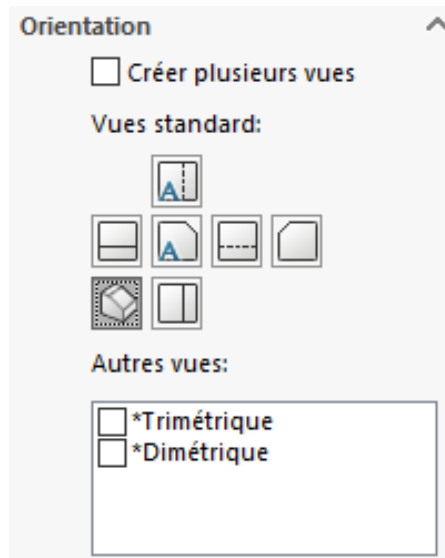 Orientation
Créer plusieurs vues
Vues standard:
A
A
Autres vues:
*Trimétrique
*Dimétrique